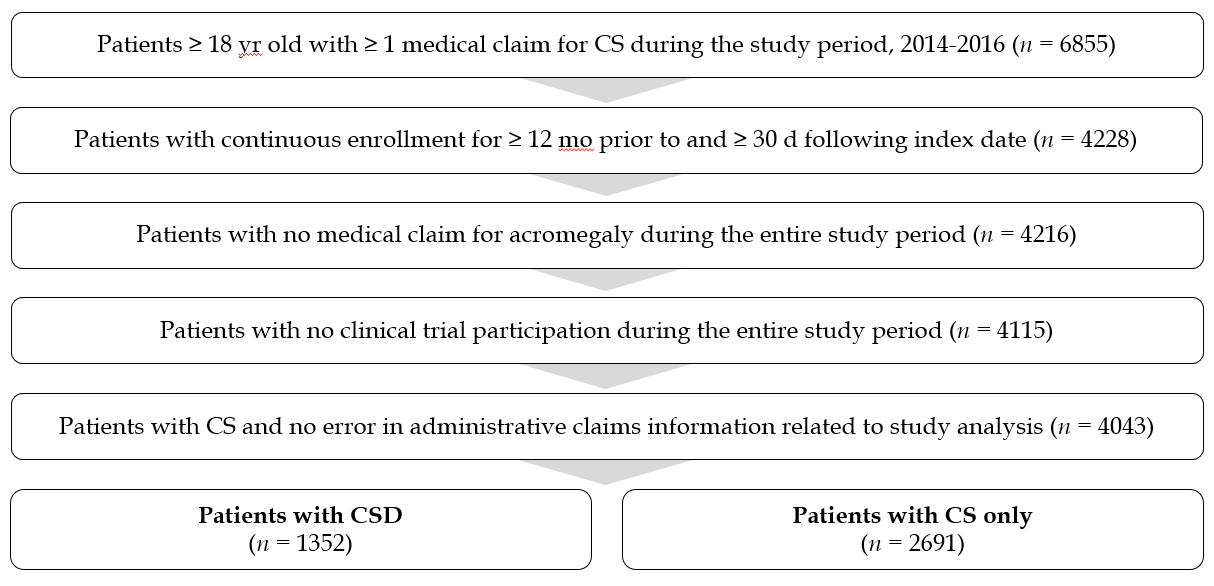 Patients ≥ 18 yr old with ≥ 1 medical claim for CS during the study period, 2014-2016 (n = 6855)
Patients with continuous enrollment for ≥ 12 mo prior to and ≥ 30 d following index date (n = 4228)
Patients with no medical claim for acromegaly during the entire study period (n = 4216)
Patients with no clinical trial participation during the entire study period (n = 4115)
Patients with CS and no error in administrative claims information related to study analysis (n = 4043)
Patients with CSD
(n = 1352)
Patients with CS only
(n = 2691)